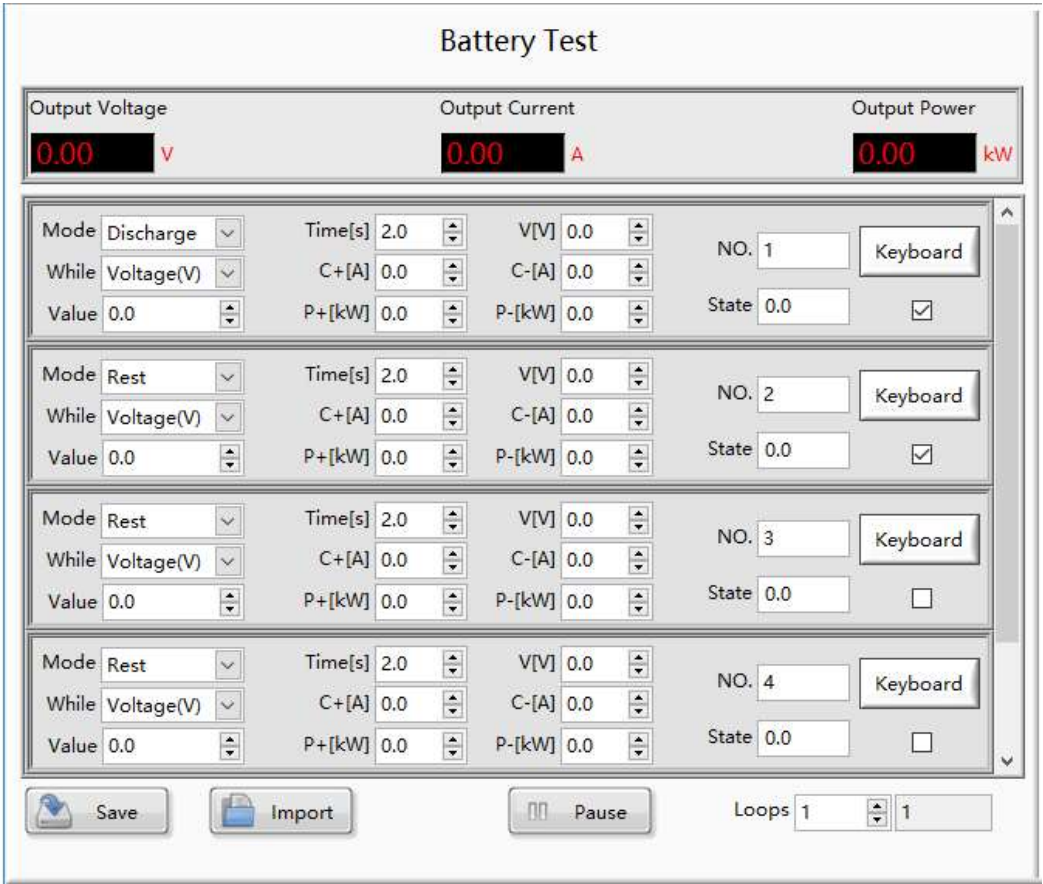 Battery Test
Output Voltage Output Current Output Power
0.00 V 0.00 A 0.00 kW
Mode Discharge Time[s] 2.0 V[V] 0.0
NO. 1 Keyboard
While Voltage(V) C+[A] 0.0 C-[A] 0.0
Value 0.0 P+[kW] 0.0 P-[kW] 0.0 State 0.0
Mode Rest Time[s] 2.0 V[V] 0.0
NO. 2 Keyboard
While Voltage(V) C+[A] 0.0 C-[A] 0.0
Value 0.0 P+[kW] 0.0 P-[kW] 0.0 State 0.0
Mode Rest Time[s] 2.0 V[V] 0.0
NO. 3 Keyboard
While Voltage(V) C+[A] 0.0 C-[A] 0.0
Value 0.0 P+[kW] 0.0 P-[kW] 0.0 State 0.0
Mode Rest Time[s] 2.0 V[V] 0.0
NO. 4 Keyboard
While Voltage(V) C+[A] 0.0 C-[A] 0.0
Value 0.0 P+[kW] 0.0 P-[kW] 0.0 State 0.0
Save Import Pause Loops 1 1